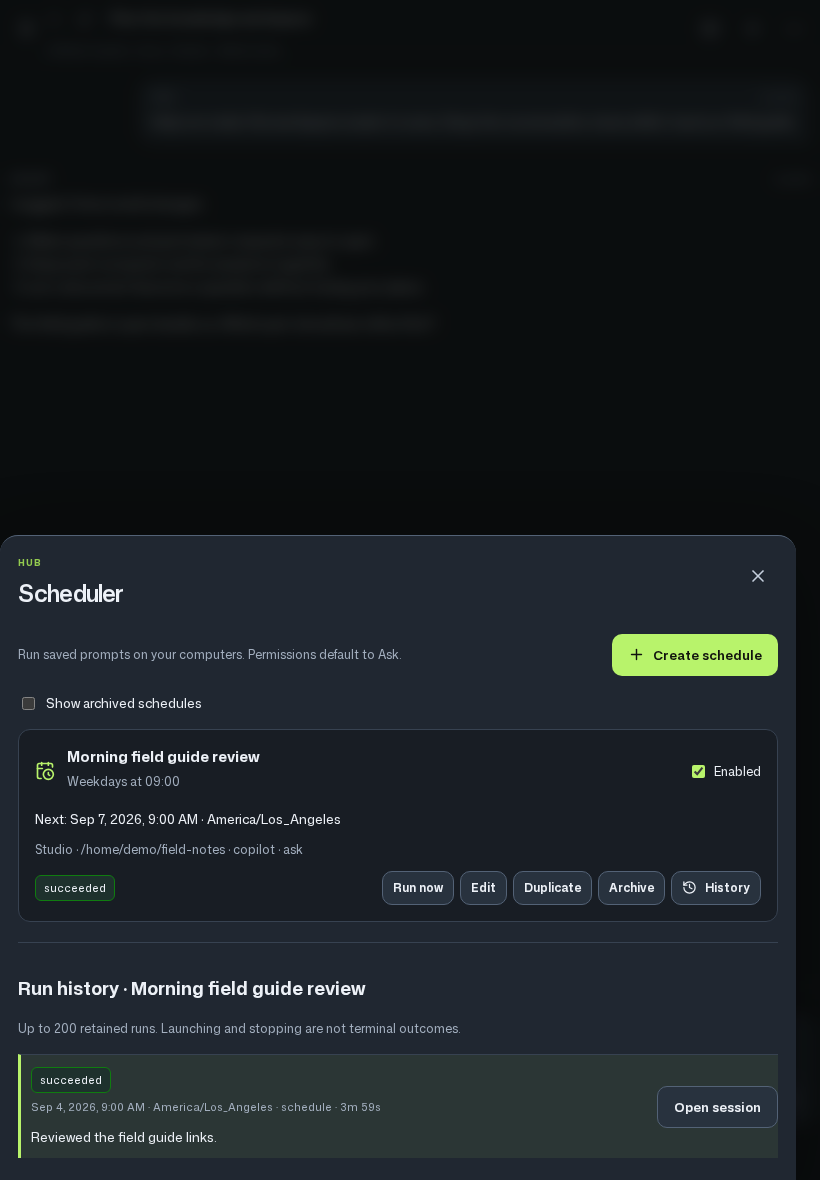 HUB
Scheduler
Run saved prompts on your computers. Permissions default to Ask.
Create schedule
Show archived schedules
Morning field guide review
Weekdays at 09:00
Enabled
Next: Sep 7, 2026, 9:00 AM · America/Los_Angeles
Studio · /home/demo/field-notes · copilot · ask
succeeded
Run now
Edit
Duplicate
Archive
History
Run history · Morning field guide review
Up to 200 retained runs. Launching and stopping are not terminal outcomes.
succeeded
Sep 4, 2026, 9:00 AM · America/Los_Angeles · schedule · 3m 59s
Open session
Reviewed the field guide links.